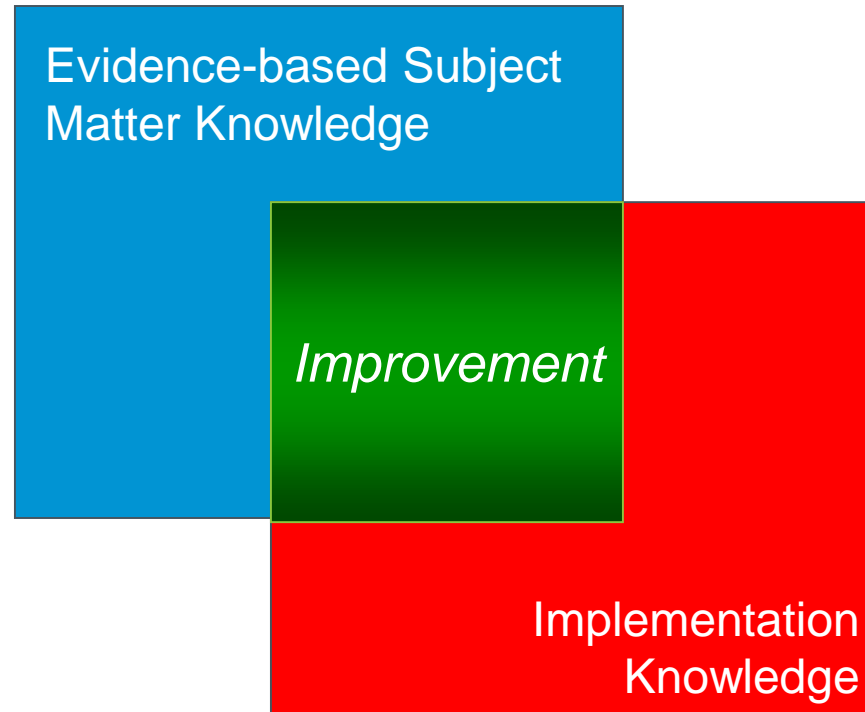 Evidence-based Subject
Matter Knowledge
Improvement
Implementation
Knowledge